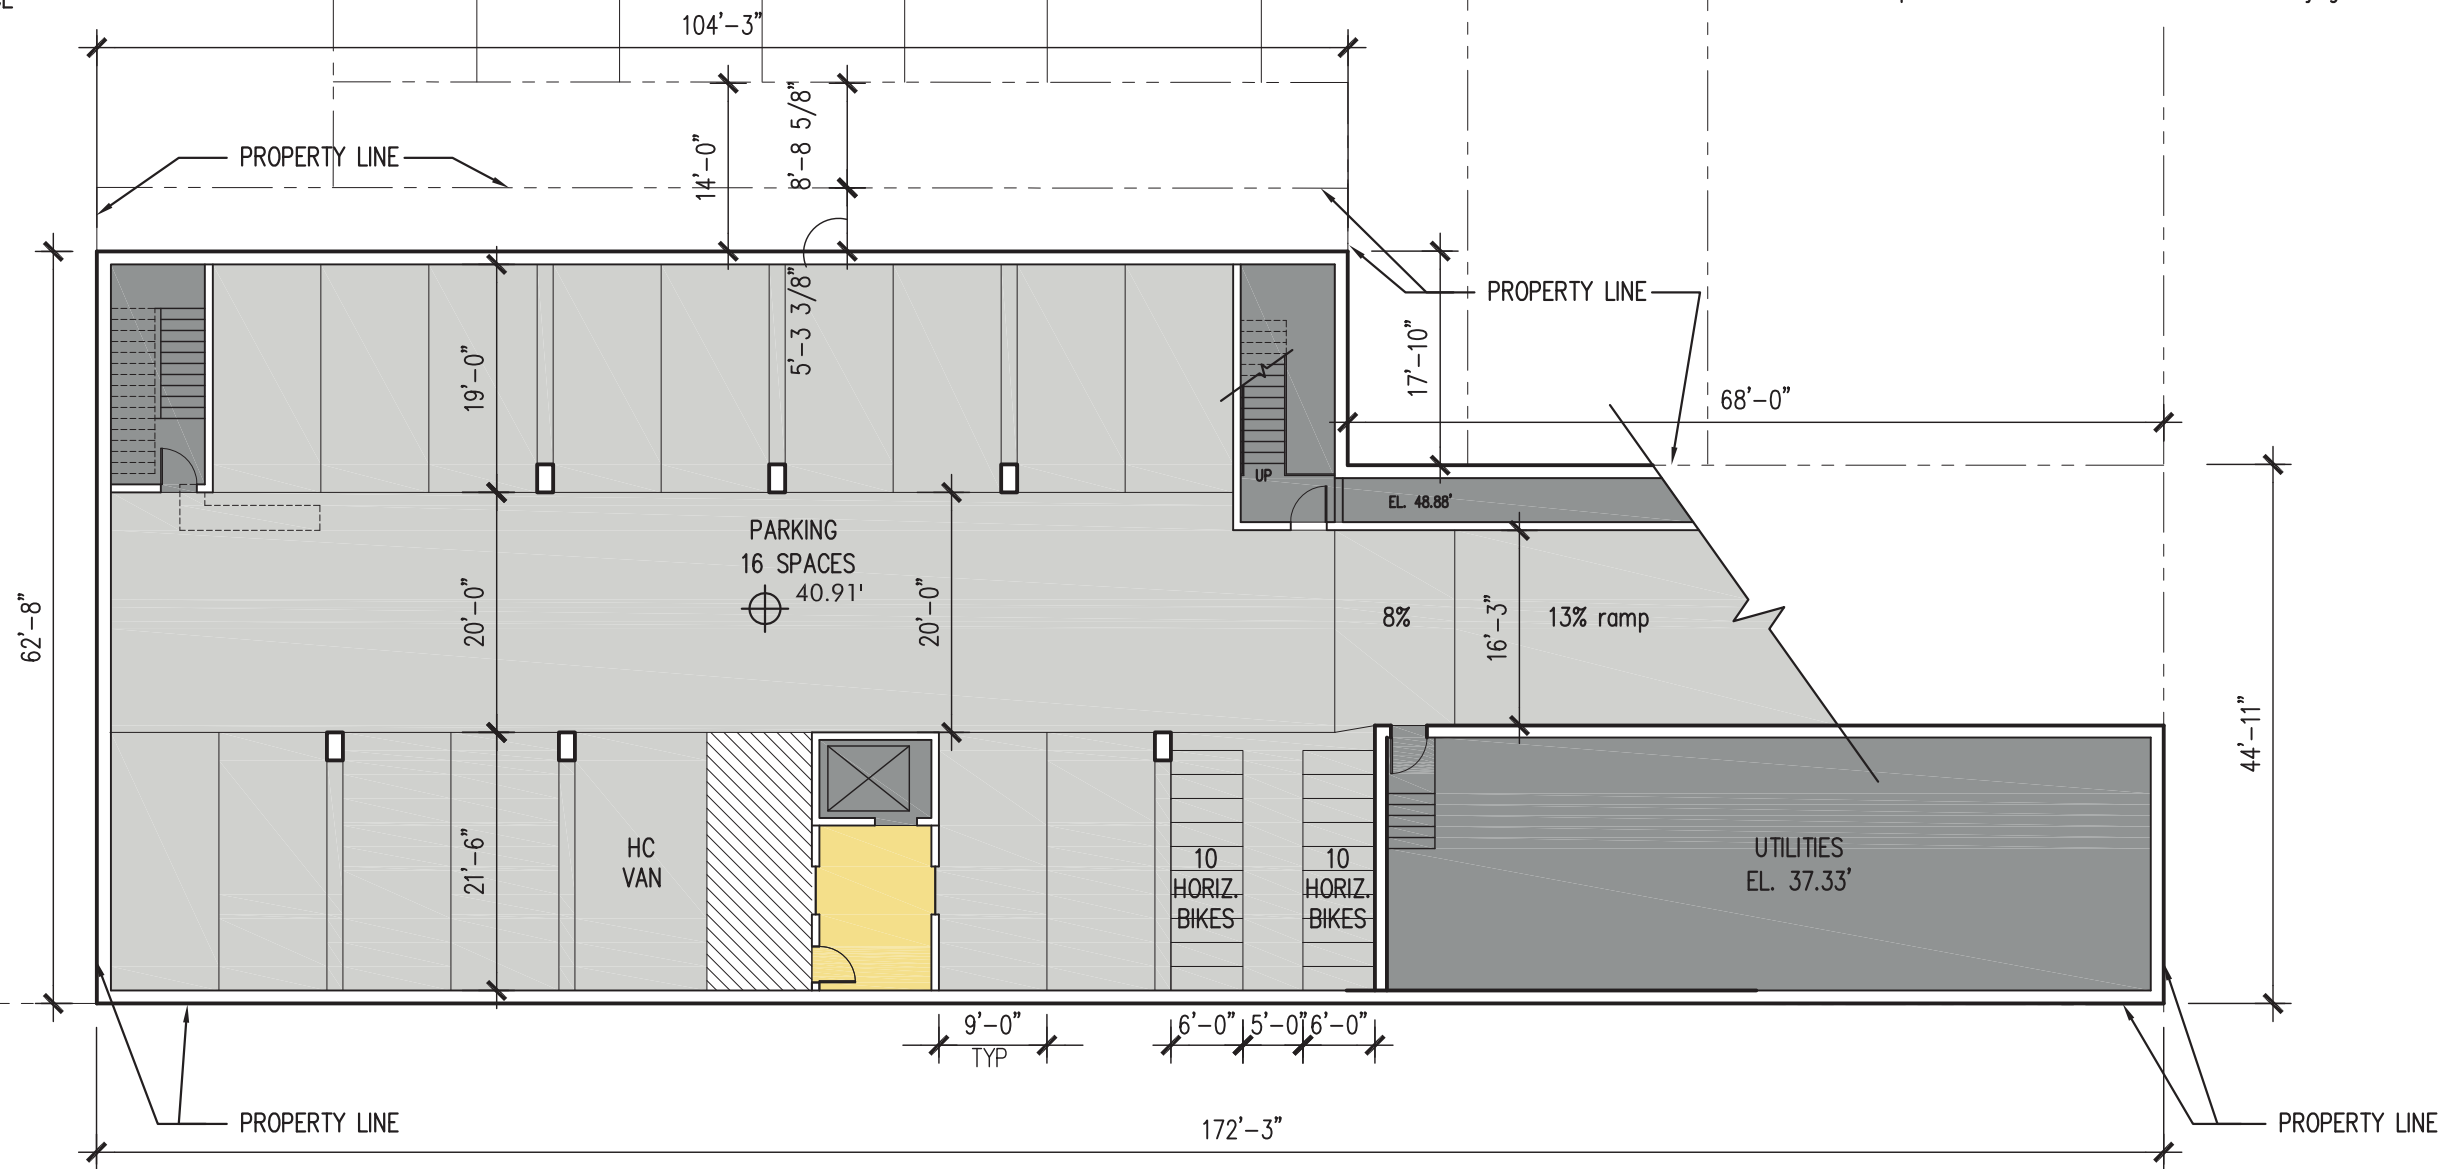 104'-3"
14'-0"
8'-8 5/8"
PROPERTY LINE
5'-3 3/8"
PROPERTY LINE
17'-10"
68'-0"
19'-0"
UP
EL. 48.88'
PARKING
16 SPACES
40.91'
62'-8"
20'-0"
20'-0"
8%
16'-3"
13% ramp
44'-11"
21'-6"
HC
VAN
10
HORIZ.
BIKES
10
HORIZ.
BIKES
UTILITIES
EL. 37.33'
9'-0"
TYP
6'-0"
5'-0"
6'-0"
PROPERTY LINE
172'-3"
PROPERTY LINE